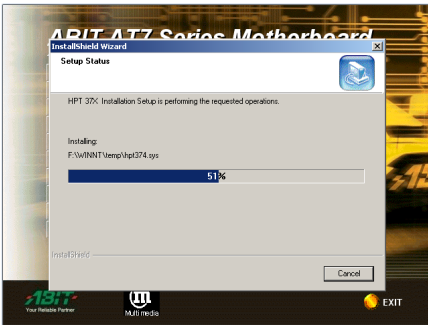 ABIT AT7 Series Motherboard
InstallShield Wizard
Setup Status
HPT 37X Installation Setup is performing the requested operations.
Installing:
F:\WINNT\temp\hpt374.sys
51%
InstallShield
Cancel
ABIT
Your Reliable Partner
Multi media
EXIT